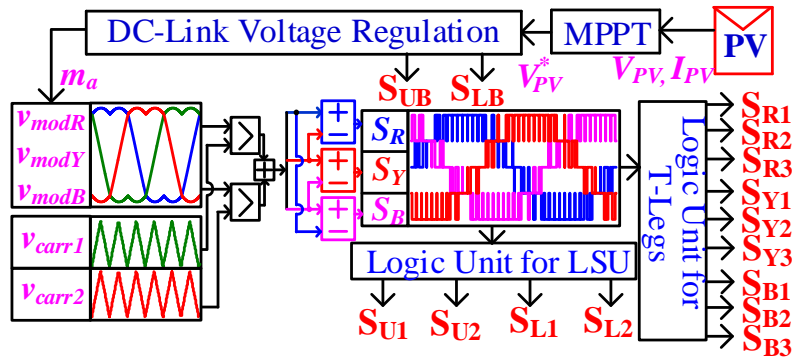 DC-Link Voltage Regulation
MPPT
PV
m_a
S_UB
S_LB
V*_PV
V_PV, I_PV
v_modR
v_modY
v_modB
v_carr1
v_carr2
>
>
+
+
−
+
−
+
−
S_R
S_Y
S_B
Logic Unit for LSU
S_U1
S_U2
S_L1
S_L2
Logic Unit for
T-Legs
S_R1
S_R2
S_R3
S_Y1
S_Y2
S_Y3
S_B1
S_B2
S_B3